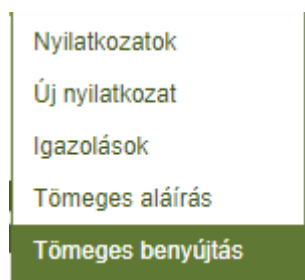 Nyilatkozatok
Új nyilatkozat
Igazolások
Tömeges aláírás
Tömeges benyújtás